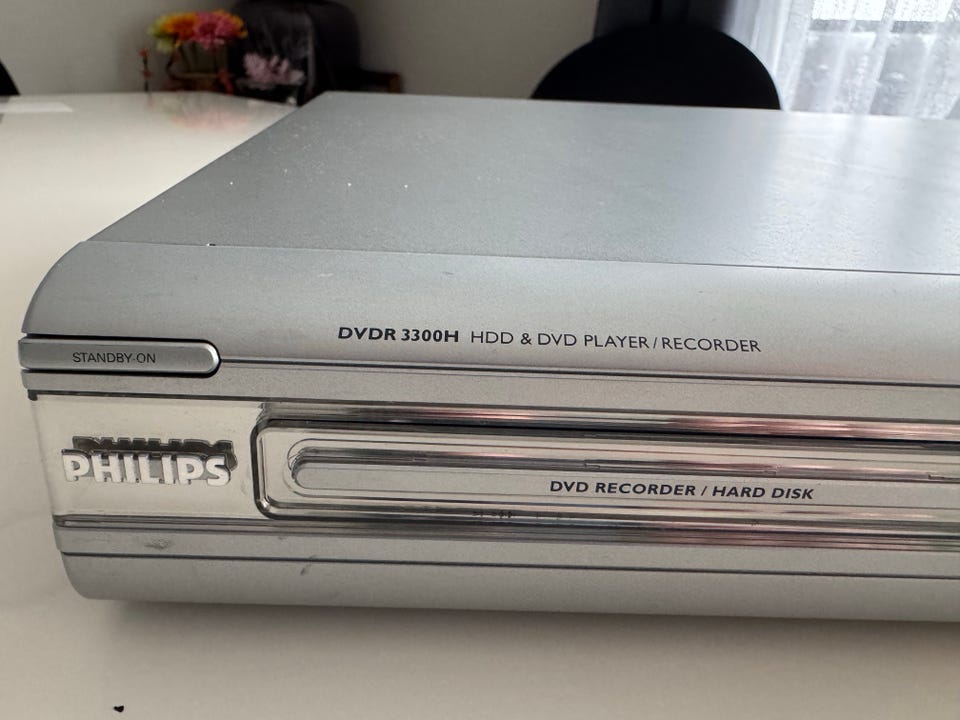 DVDR 3300H HDD & DVD PLAYER/RECORDER
STANDBY-ON
PHILIPS
DVD RECORDER / HARD DISK